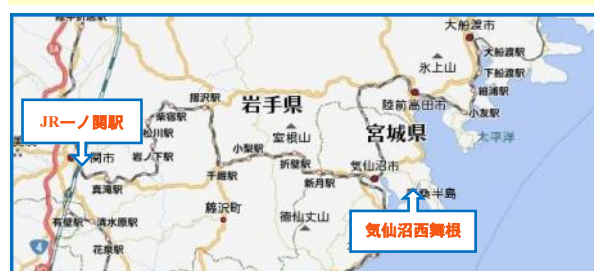 大船渡市
大船渡駅
氷上山
下船渡駅
細浦駅
摺沢駅
岩手県
陸前高田市
小友駅
柴宿駅
JR一ノ関駅
室根山
宮城県
太平洋
松川駅
小梨駅
岩ノ下駅
折壁駅
気仙沼市
関市
千厩駅
新月駅
真滝駅
半島
藤沢町
徳仙丈山
気仙沼西舞根
有壁駅
清水原駅
4
花泉駅